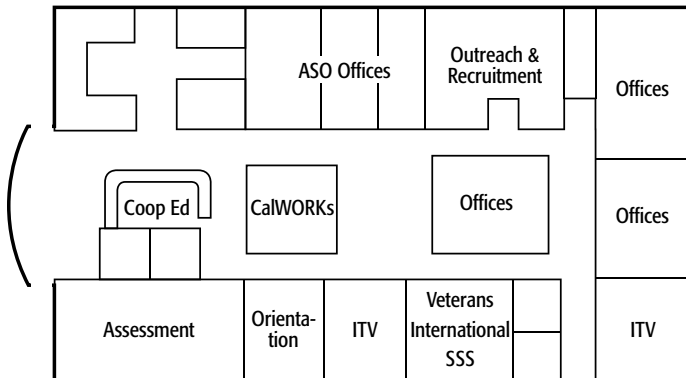 ASO Offices
Outreach &
Recruitment
Offices
Coop Ed
CalWORKs
Offices
Offices
Assessment
Orienta-
tion
ITV
Veterans
International
SSS
ITV